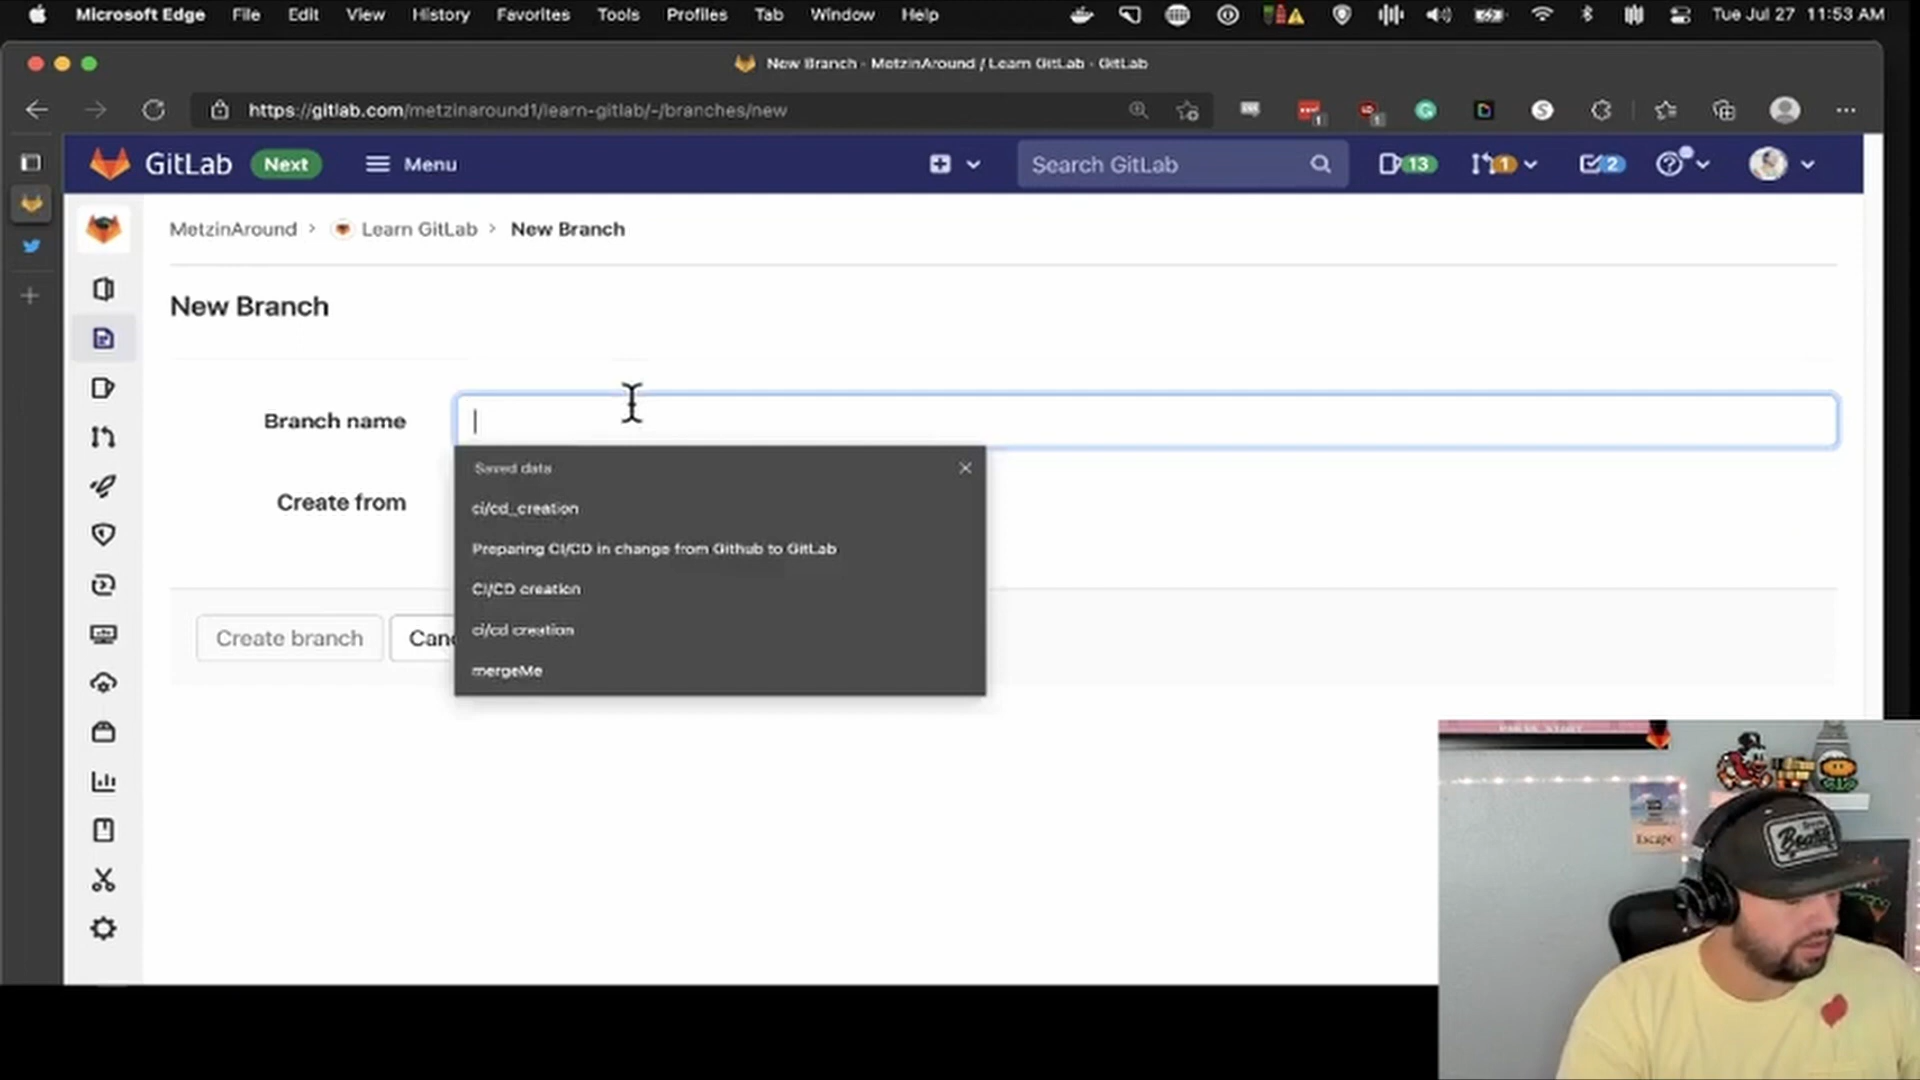 Microsoft Edge File Edit View History Favorites Tools Profiles Tab Window Help Tue Jul 27 11:53 AM
New Branch - MetzinAround / Learn GitLab - GitLab
https://gitlab.com/metzinaround1/learn-gitlab/-/branches/new
GitLab Next Menu Search GitLab 13 1 2
MetzinAround > Learn GitLab > New Branch
New Branch
Branch name
Saved data
ci/cd_creation
Create from
Preparing CI/CD in change from Github to GitLab
CI/CD creation
Create branch Canc
ci/cd creation
mergeMe
PRESS START
Escape